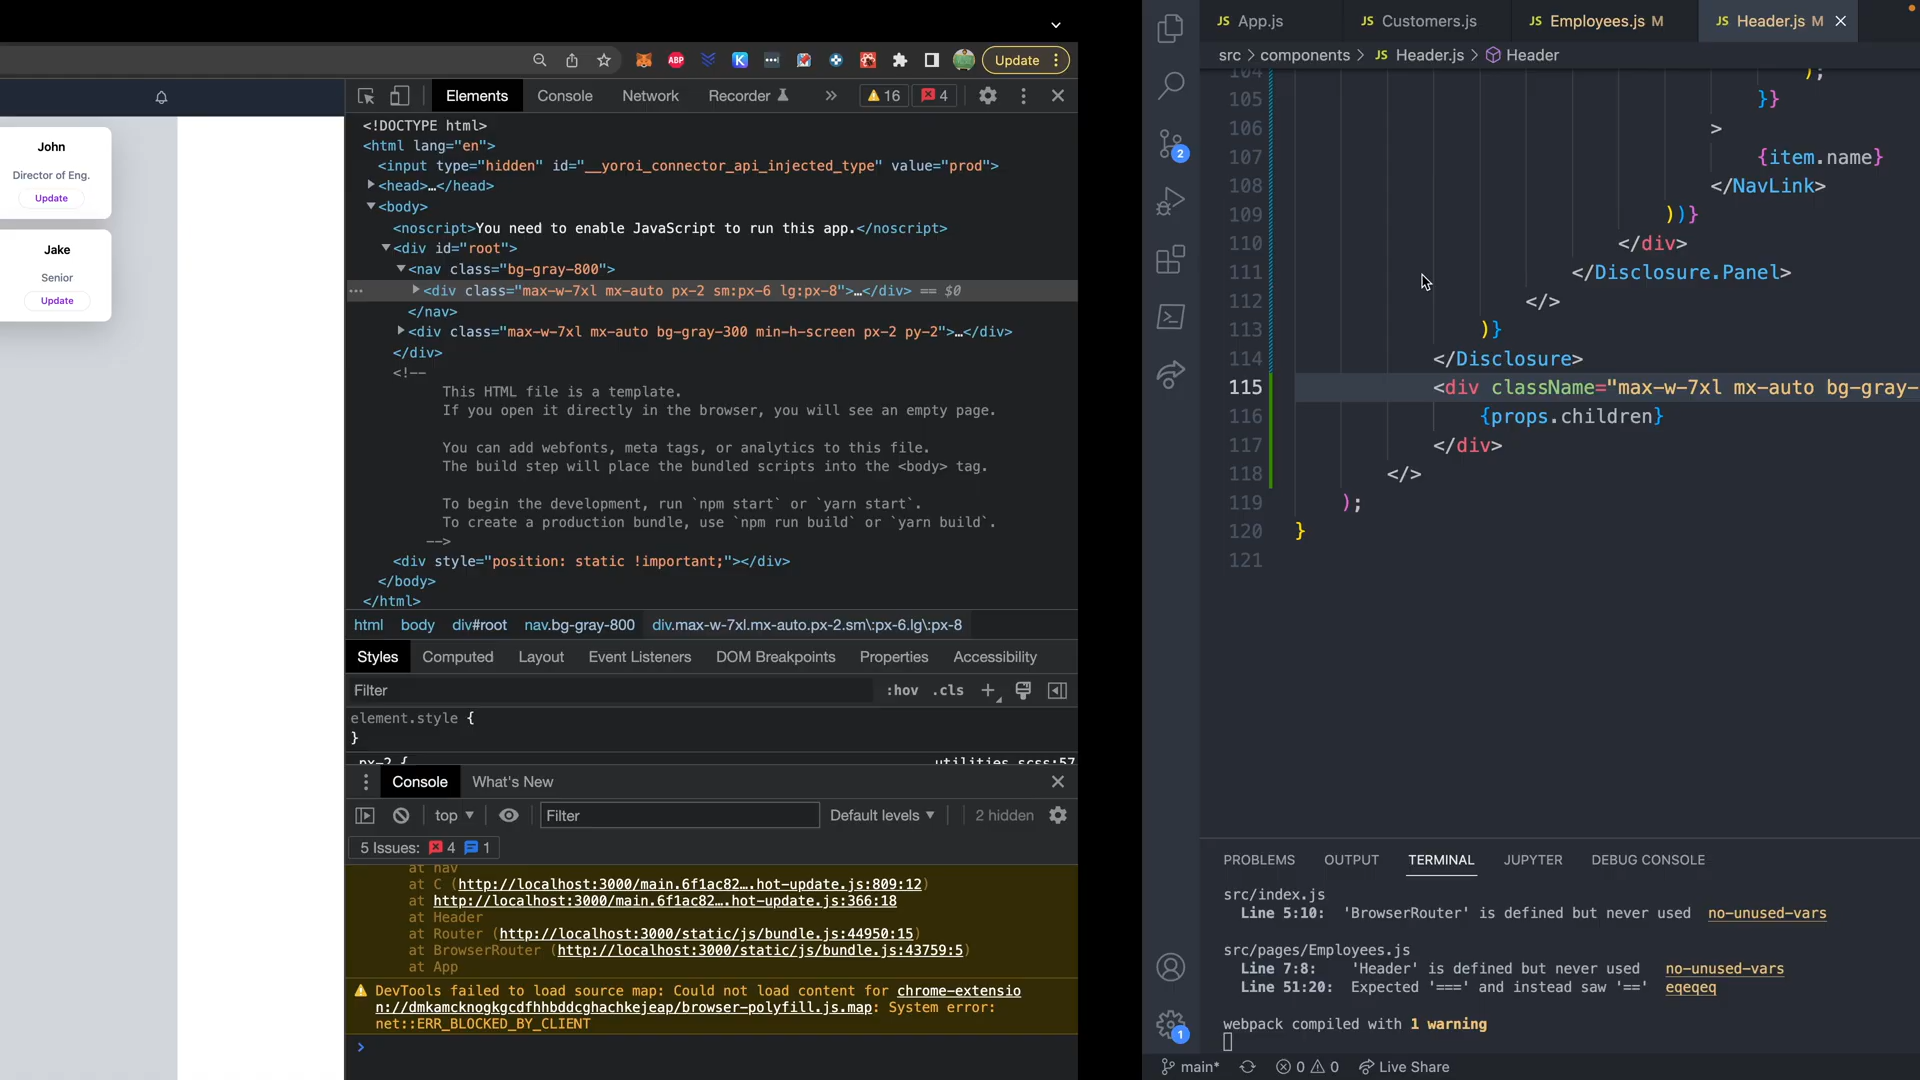 ABP
K
Update
John
Director of Eng.
Update
Jake
Senior
Update
Elements
Console
Network
Recorder
»
16
4
<!DOCTYPE html>
<html lang="en">
<input type="hidden" id="__yoroi_connector_api_injected_type" value="prod">
<head>…</head>
<body>
<noscript>You need to enable JavaScript to run this app.</noscript>
<div id="root">
<nav class="bg-gray-800">
<div class="max-w-7xl mx-auto px-2 sm:px-6 lg:px-8">…</div> == $0
</nav>
<div class="max-w-7xl mx-auto bg-gray-300 min-h-screen px-2 py-2">…</div>
</div>
<!--
This HTML file is a template.
If you open it directly in the browser, you will see an empty page.
You can add webfonts, meta tags, or analytics to this file.
The build step will place the bundled scripts into the <body> tag.
To begin the development, run `npm start` or `yarn start`.
To create a production bundle, use `npm run build` or `yarn build`.
-->
<div style="position: static !important;"></div>
</body>
</html>
html body div#root nav.bg-gray-800 div.max-w-7xl.mx-auto.px-2.sm\:px-6.lg\:px-8
Styles Computed Layout Event Listeners DOM Breakpoints Properties Accessibility
Filter
:hov .cls +
element.style {
}
.px-2 { utilities.scss:57
Console What's New
top
Filter
Default levels
2 hidden
5 Issues: 4 1
at nav
at C (http://localhost:3000/main.6f1ac82….hot-update.js:809:12)
at http://localhost:3000/main.6f1ac82….hot-update.js:366:18
at Header
at Router (http://localhost:3000/static/js/bundle.js:44950:15)
at BrowserRouter (http://localhost:3000/static/js/bundle.js:43759:5)
at App
DevTools failed to load source map: Could not load content for chrome-extensio
n://dmkamcknogkgcdfhhbddcghachkejeap/browser-polyfill.js.map: System error:
net::ERR_BLOCKED_BY_CLIENT
>
JS App.js
JS Customers.js
JS Employees.js M
JS Header.js M
src > components > JS Header.js > Header
104 );
105 }}
106 >
107 {item.name}
108 </NavLink>
109 ))}
110 </div>
111 </Disclosure.Panel>
112 </>
113 )}
114 </Disclosure>
115 <div className="max-w-7xl mx-auto bg-gray-
116 {props.children}
117 </div>
118 </>
119 );
120 }
121
2
1
PROBLEMS OUTPUT TERMINAL JUPYTER DEBUG CONSOLE
src/index.js
Line 5:10: 'BrowserRouter' is defined but never used no-unused-vars
src/pages/Employees.js
Line 7:8: 'Header' is defined but never used no-unused-vars
Line 51:20: Expected '===' and instead saw '==' eqeqeq
webpack compiled with 1 warning
main* 0 0 Live Share